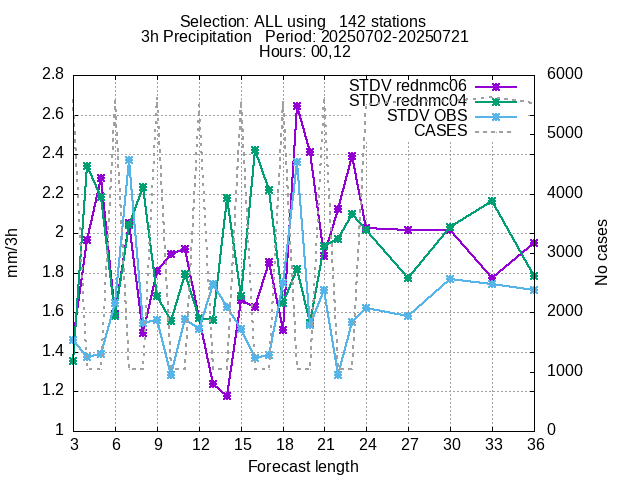 Selection: ALL using   142 stations
3h Precipitation   Period: 20250702-20250721
Hours: 00,12
STDV rednmc06
STDV rednmc04
STDV OBS
CASES
2.8
2.6
2.4
2.2
2
1.8
1.6
1.4
1.2
1
mm/3h
6000
5000
4000
3000
2000
1000
0
No cases
3 6 9 12 15 18 21 24 27 30 33 36
Forecast length